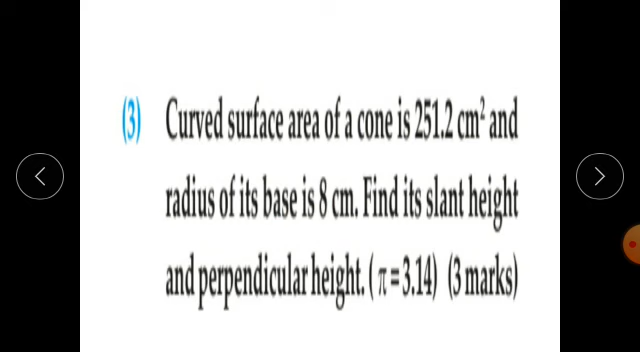 (3) Curved surface area of a cone is 251.2 cm² and
radius of its base is 8 cm. Find its slant height
and perpendicular height. ( π = 3.14) (3 marks)